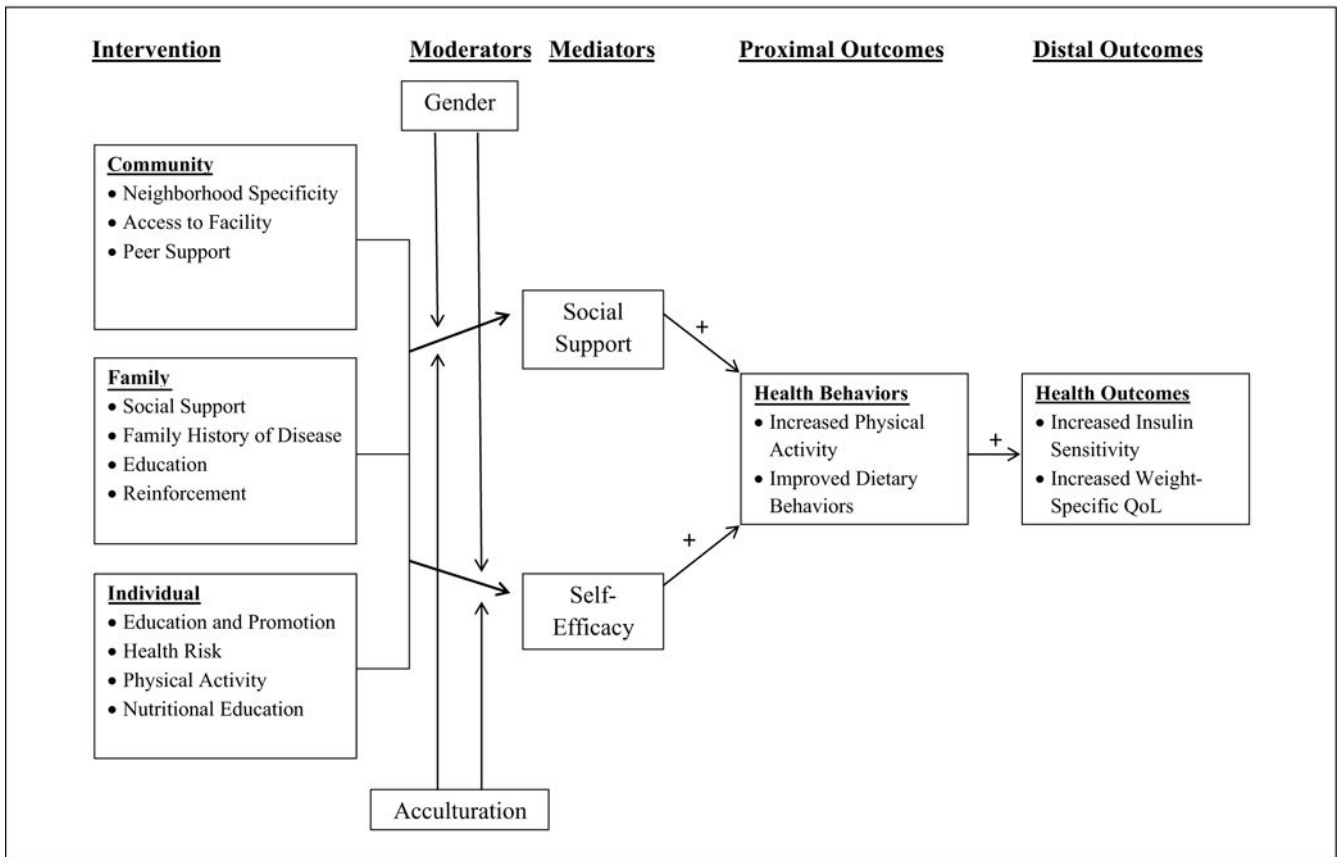 Intervention
Moderators
Mediators
Proximal Outcomes
Distal Outcomes
Gender
Community
• Neighborhood Specificity
• Access to Facility
• Peer Support
Family
• Social Support
• Family History of Disease
• Education
• Reinforcement
Individual
• Education and Promotion
• Health Risk
• Physical Activity
• Nutritional Education
Acculturation
Social
Support
Self-
Efficacy
+
+
Health Behaviors
• Increased Physical
Activity
• Improved Dietary
Behaviors
+
Health Outcomes
• Increased Insulin
Sensitivity
• Increased Weight-
Specific QoL